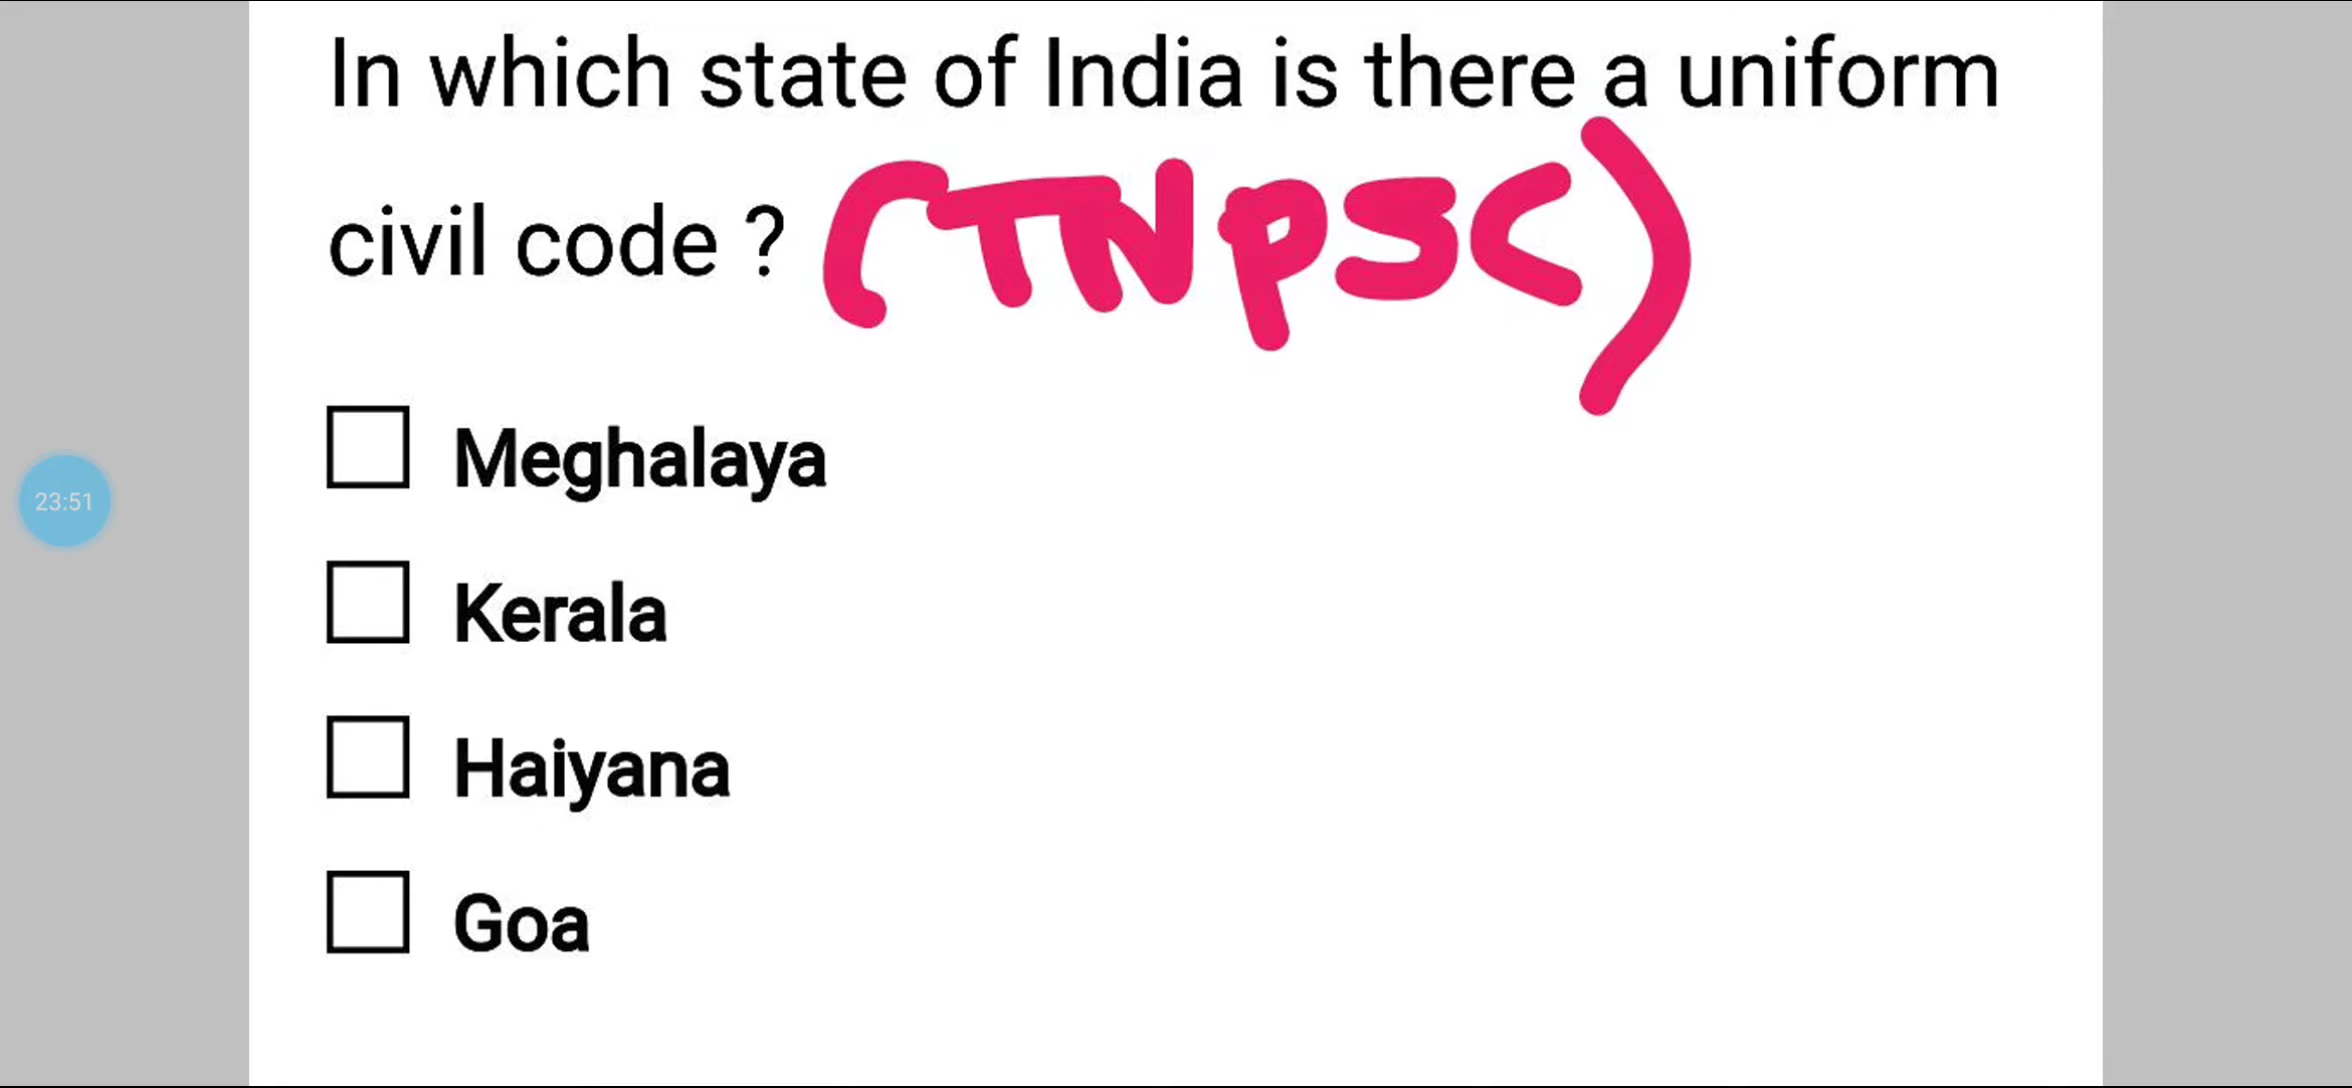 In which state of India is there a uniform
civil code ? (TNPSC)
Meghalaya
23:51
Kerala
Haiyana
Goa